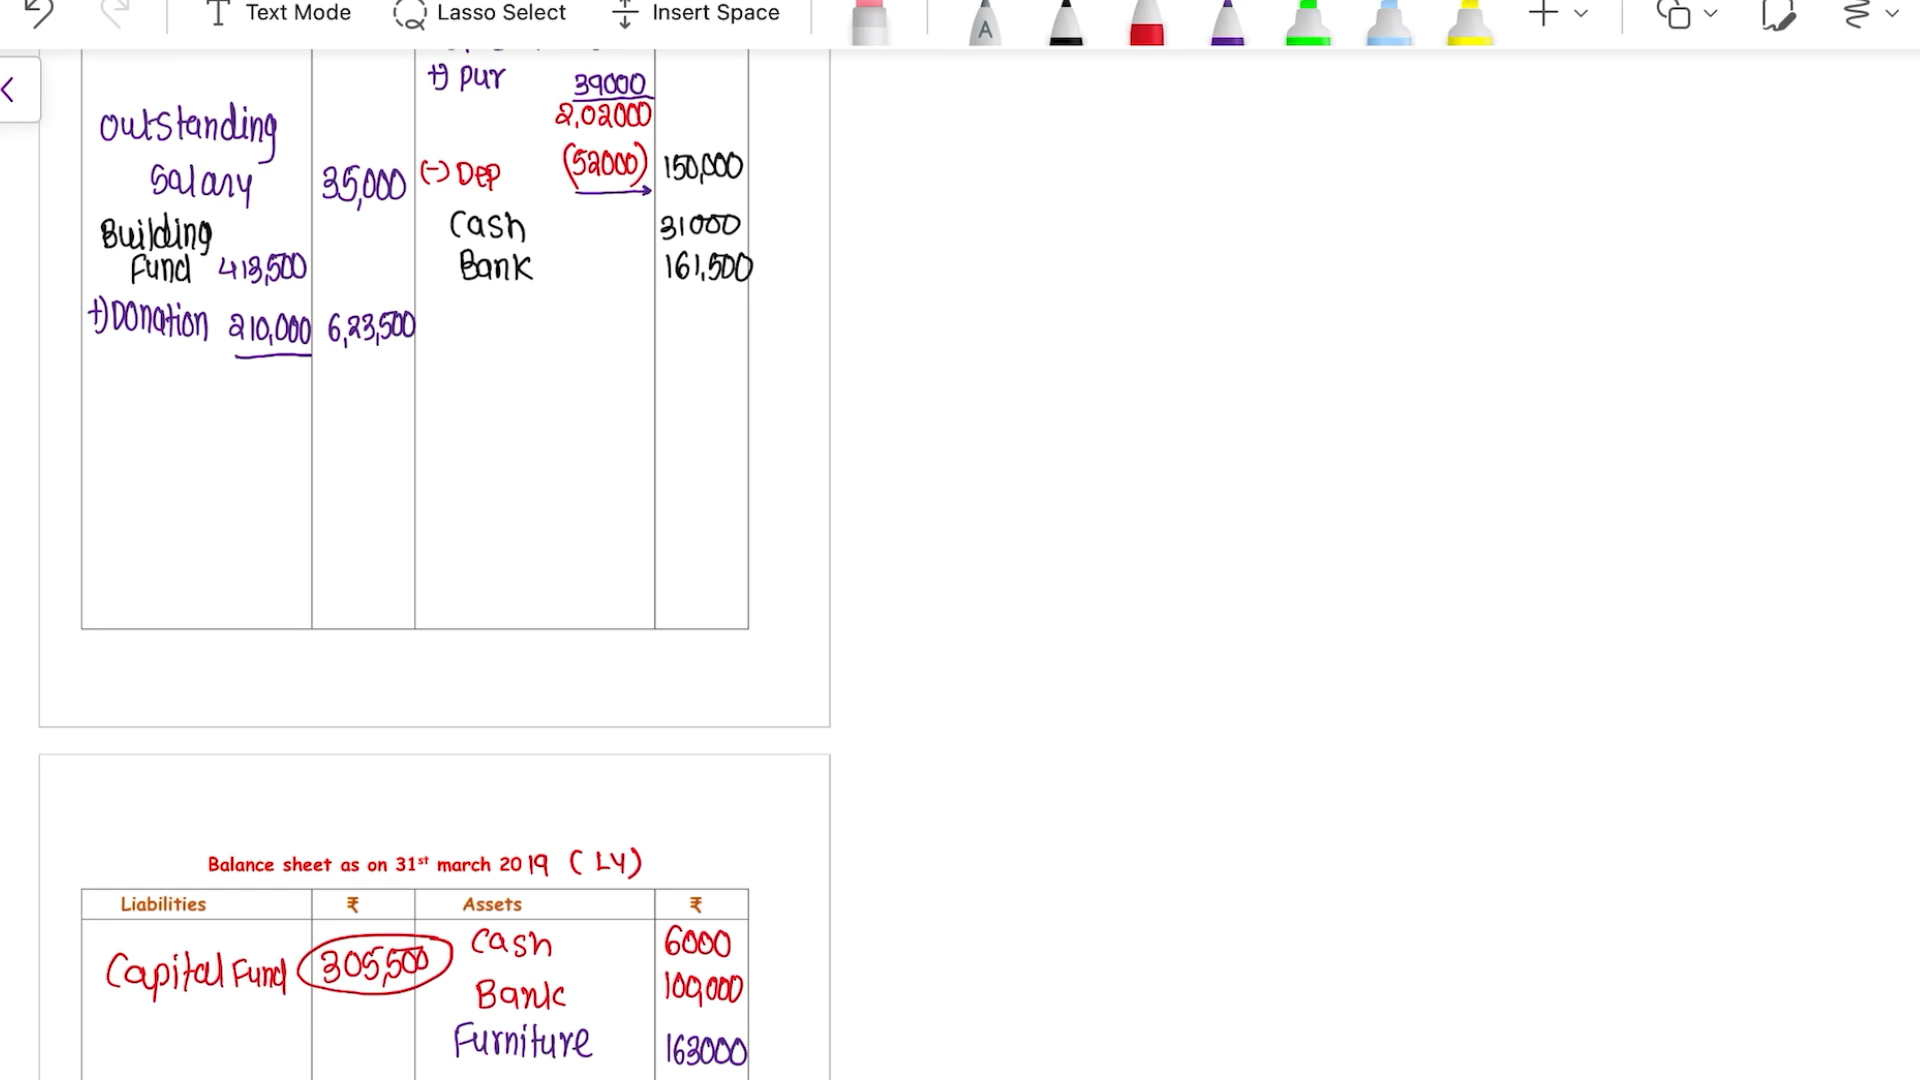 Text Mode Lasso Select Insert Space
A
+) Pur 39000
2,02000
Outstanding
Salary 35,000 (-) Dep (52000) 150,000
Building Cash 31000
Fund 413,500 Bank 161,500
+) Donation 210,000 6,23,500
Balance sheet as on 31st march 2019 (LY)
Liabilities ₹ Assets ₹
Capital Fund 305,500 Cash 6000
Bank 109,000
Furniture 163000